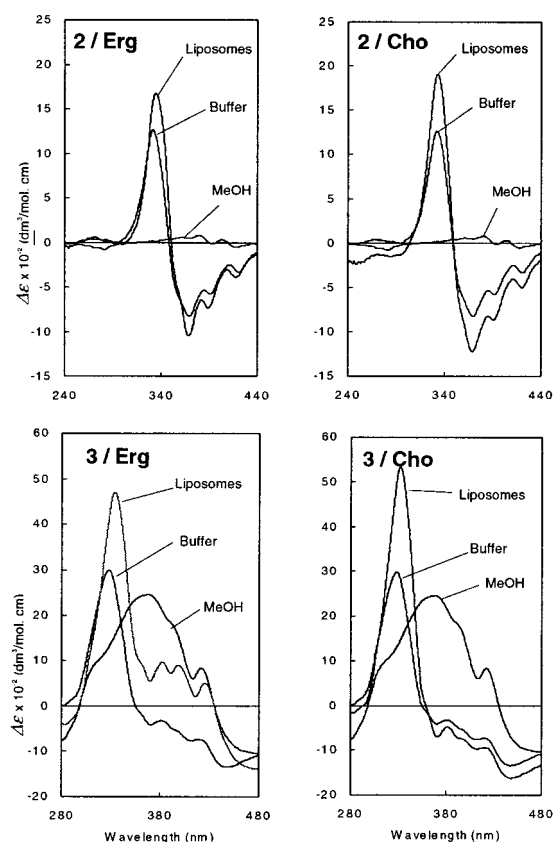 2 / Erg
Liposomes
Buffer
MeOH
Δε x 10⁻² (dm³/mol. cm)
25
20
15
10
5
0
-5
-10
-15
240
340
440
2 / Cho
Liposomes
Buffer
MeOH
25
20
15
10
5
0
-5
-10
-15
240
340
440
3 / Erg
Liposomes
Buffer
MeOH
Δε x 10⁻² (dm³/mol. cm)
60
50
40
30
20
10
0
-10
-20
280
380
480
Wavelength (nm)
3 / Cho
Liposomes
Buffer
MeOH
60
50
40
30
20
10
0
-10
-20
280
380
480
Wavelength (nm)